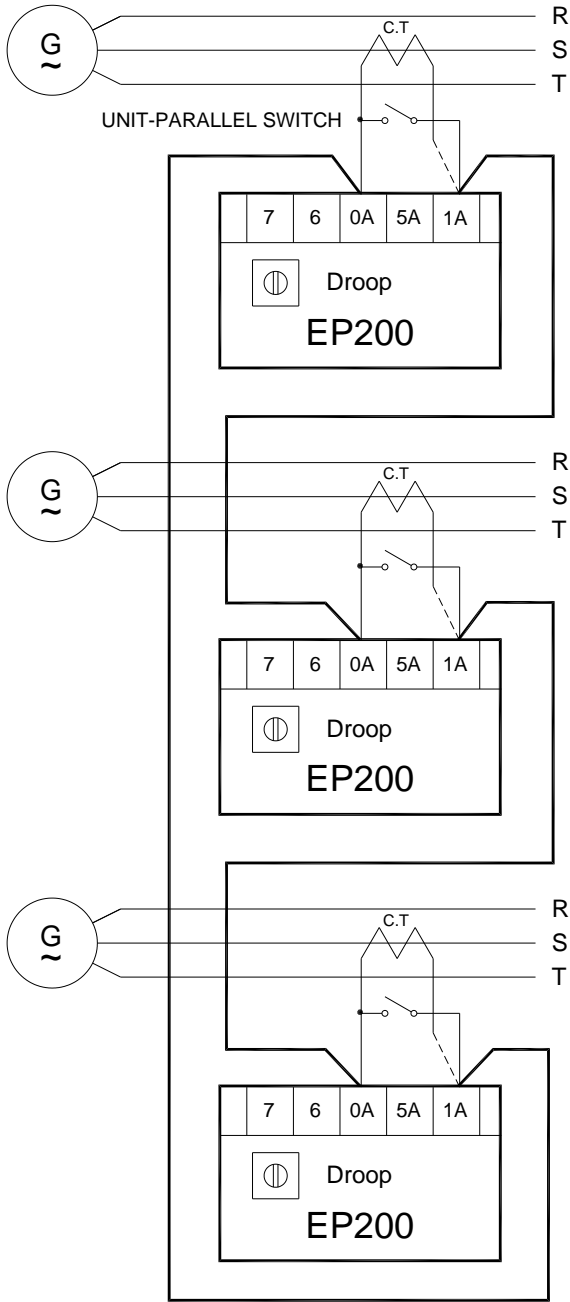 R
C.T
G
~
S
T
UNIT-PARALLEL SWITCH
7 6 0A 5A 1A
Droop
EP200
R
C.T
G
~
S
T
7 6 0A 5A 1A
Droop
EP200
R
C.T
G
~
S
T
7 6 0A 5A 1A
Droop
EP200